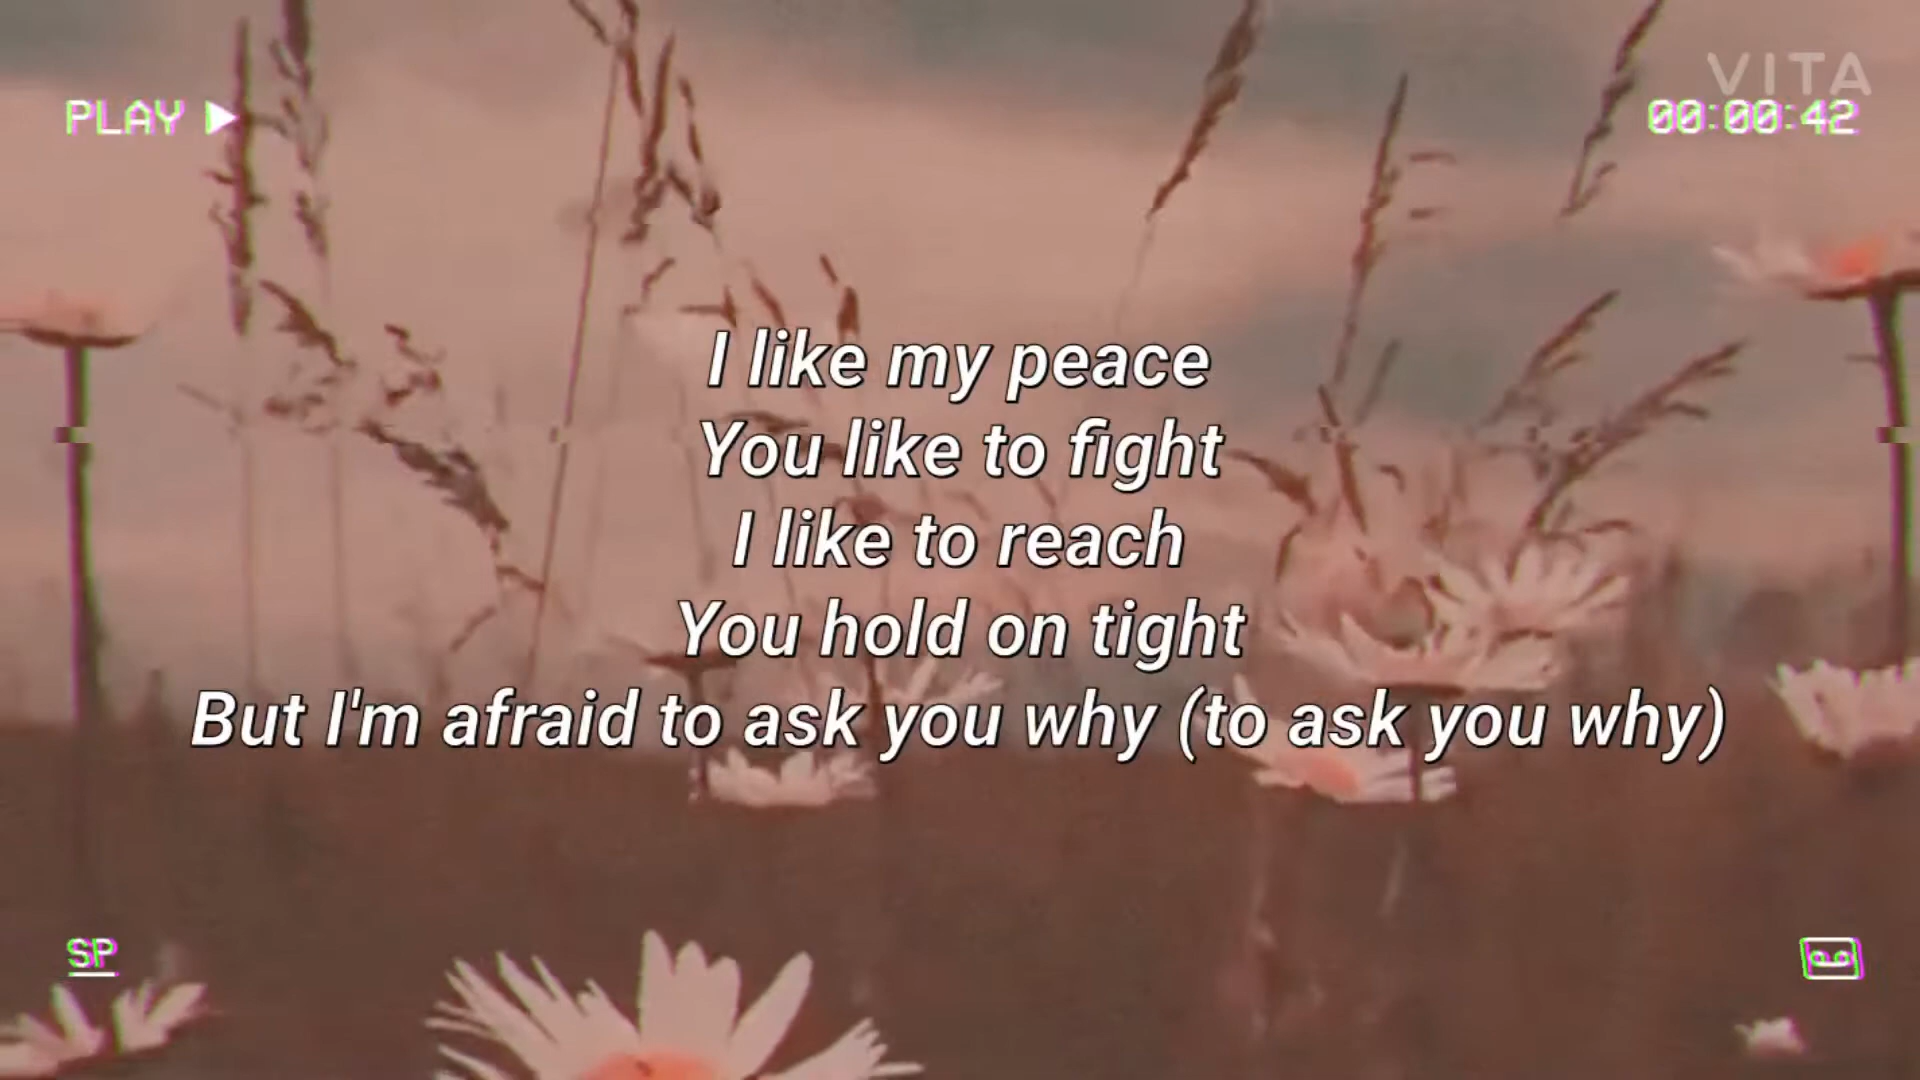 VITA
PLAY
00:00:42
I like my peace
You like to fight
I like to reach
You hold on tight
But I'm afraid to ask you why (to ask you why)
SP